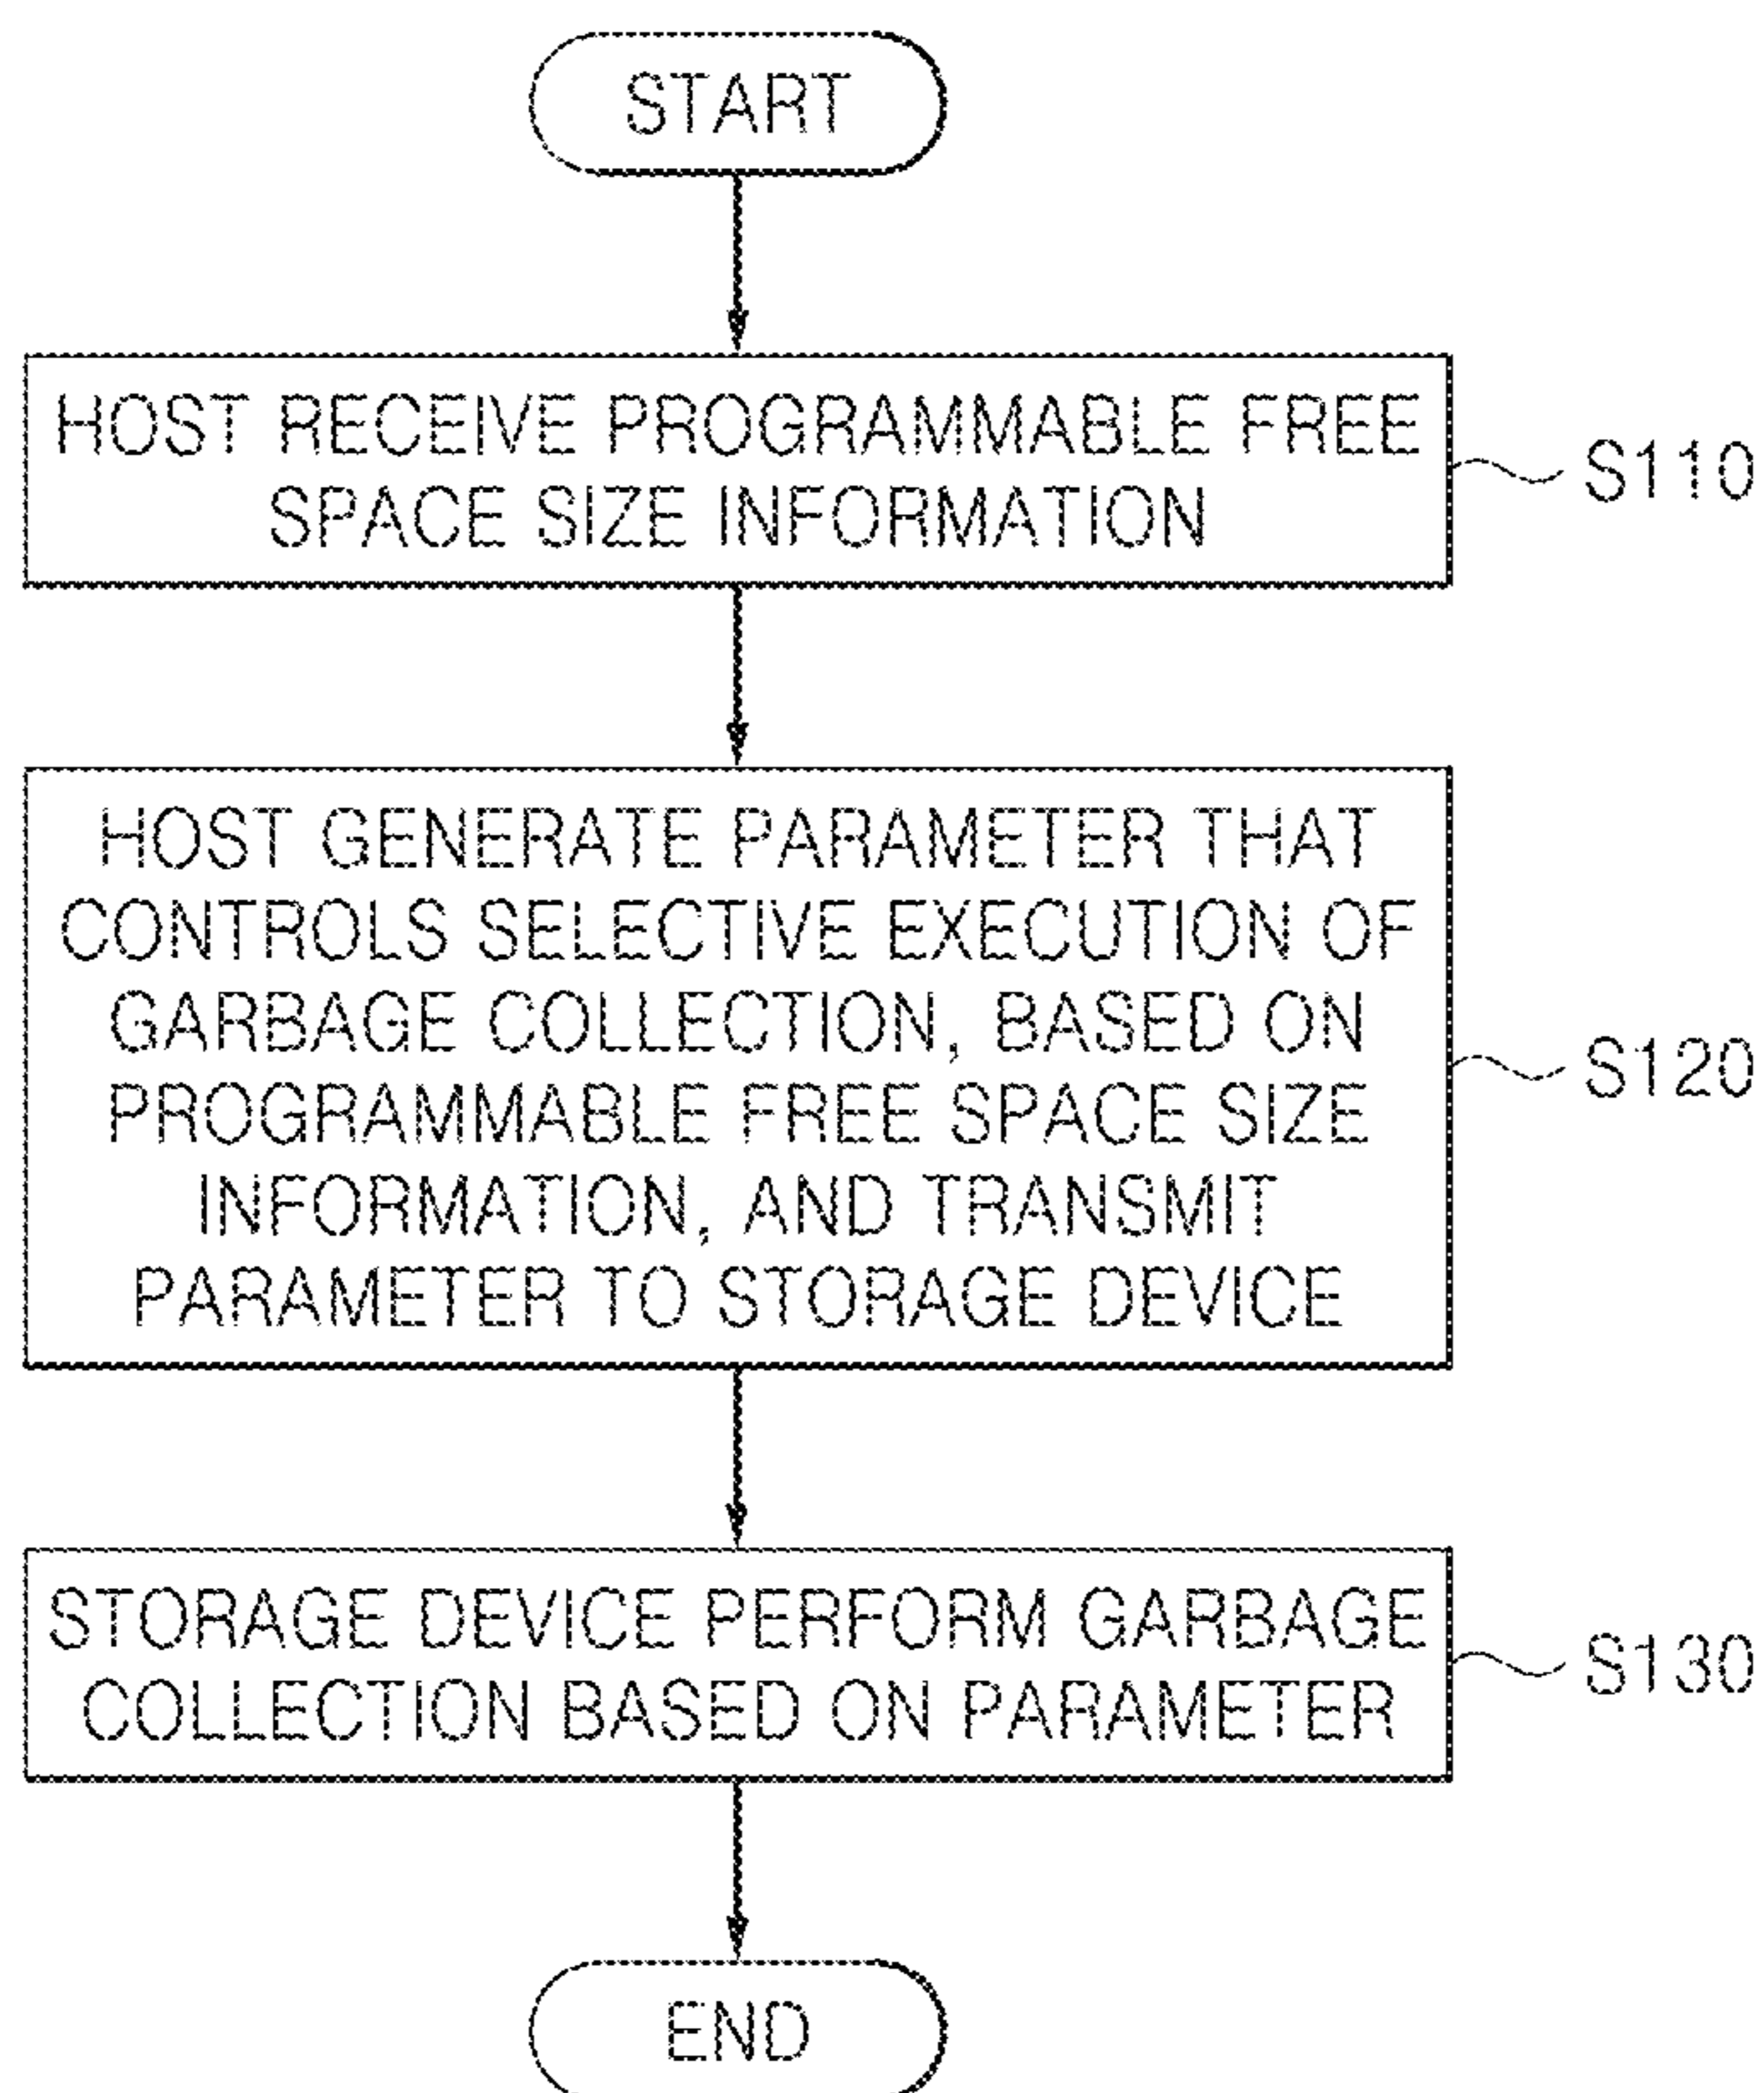 START
HOST RECEIVE PROGRAMMABLE FREE
SPACE SIZE INFORMATION
S110
HOST GENERATE PARAMETER THAT
CONTROLS SELECTIVE EXECUTION OF
GARBAGE COLLECTION, BASED ON
PROGRAMMABLE FREE SPACE SIZE
INFORMATION, AND TRANSMIT
PARAMETER TO STORAGE DEVICE
S120
STORAGE DEVICE PERFORM GARBAGE
COLLECTION BASED ON PARAMETER
S130
END